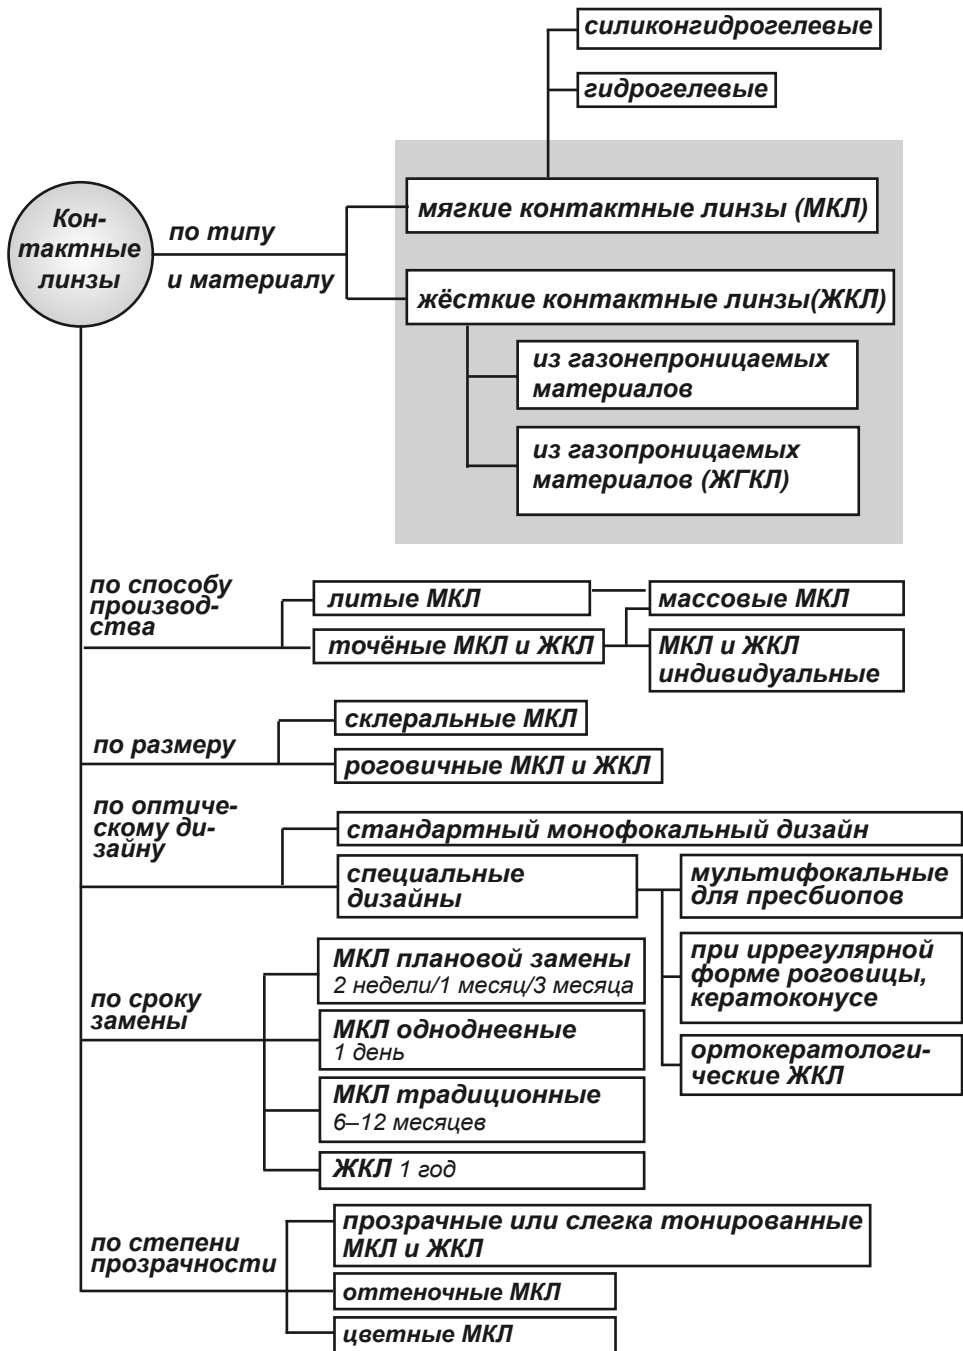 силиконгидрогелевые
гидрогелевые
Кон-
тактные
линзы
по типу
и материалу
мягкие контактные линзы (МКЛ)
жёсткие контактные линзы(ЖКЛ)
из газонепроницаемых
материалов
из газопроницаемых
материалов (ЖГКЛ)
по способу
производ-
ства
литые МКЛ
массовые МКЛ
точёные МКЛ и ЖКЛ
МКЛ и ЖКЛ
индивидуальные
по размеру
склеральные МКЛ
роговичные МКЛ и ЖКЛ
по оптиче-
скому ди-
зайну
стандартный монофокальный дизайн
специальные
дизайны
мультифокальные
для пресбиопов
при иррегулярной
форме роговицы,
кератоконусе
ортокератологи-
ческие ЖКЛ
по сроку
замены
МКЛ плановой замены
2 недели/1 месяц/3 месяца
МКЛ однодневные
1 день
МКЛ традиционные
6–12 месяцев
ЖКЛ 1 год
по степени
прозрачности
прозрачные или слегка тонированные
МКЛ и ЖКЛ
оттеночные МКЛ
цветные МКЛ